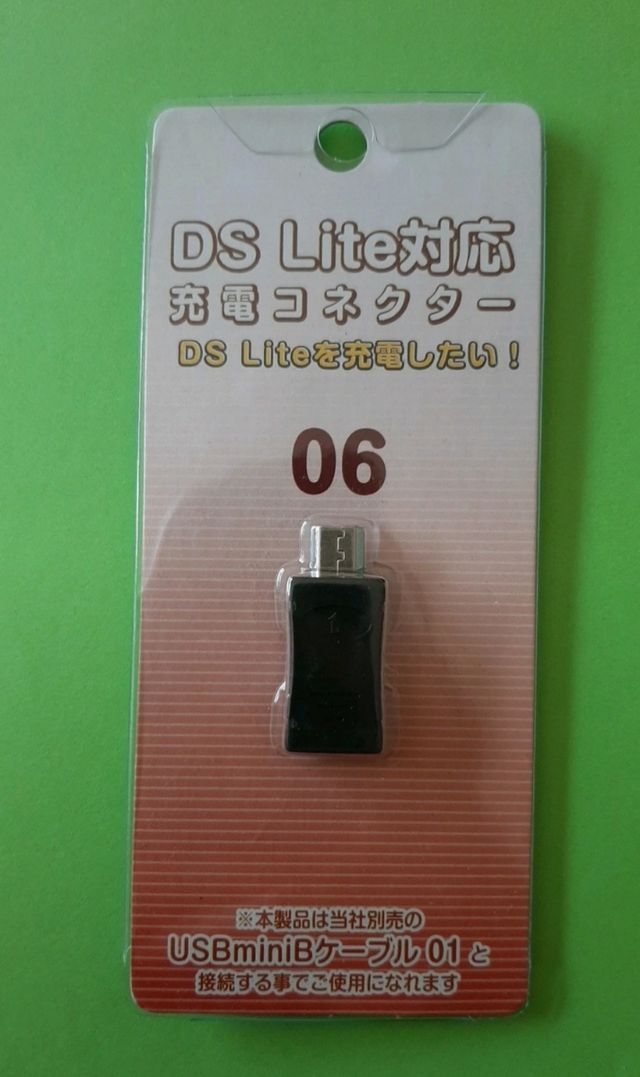 DS Lite対応
充電コネクター
DS Liteを充電したい！
06
1
※本製品は当社別売の
USBminiBケーブル 01 と
接続する事でご使用になれます